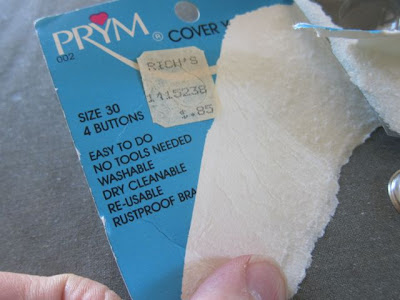 PRYM® COVER Y
002
RICH'S
1415238
$.85
SIZE 30
4 BUTTONS
EASY TO DO
NO TOOLS NEEDED
WASHABLE
DRY CLEANABLE
RE-USABLE
RUSTPROOF BRA